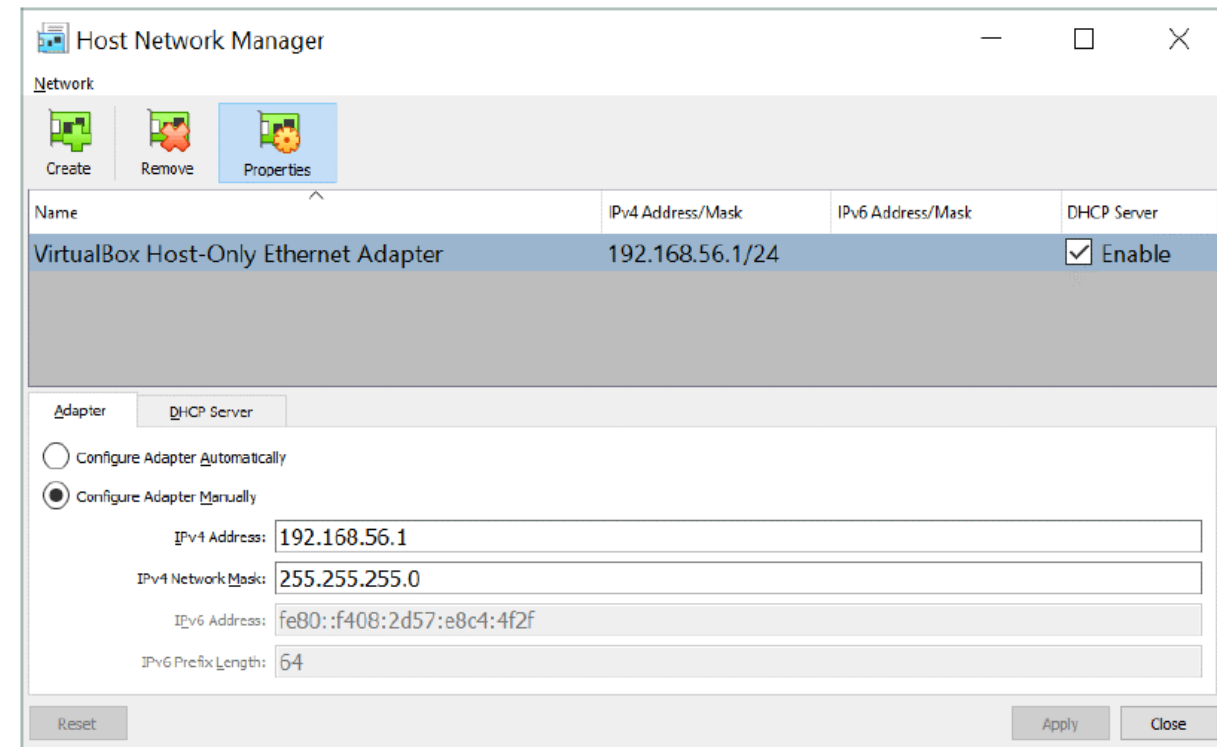 Host Network Manager
Network
Create Remove Properties
Name IPv4 Address/Mask IPv6 Address/Mask DHCP Server
VirtualBox Host-Only Ethernet Adapter 192.168.56.1/24 Enable
Adapter DHCP Server
Configure Adapter Automatically
Configure Adapter Manually
IPv4 Address: 192.168.56.1
IPv4 Network Mask: 255.255.255.0
IPv6 Address: fe80::f408:2d57:e8c4:4f2f
IPv6 Prefix Length: 64
Reset Apply Close